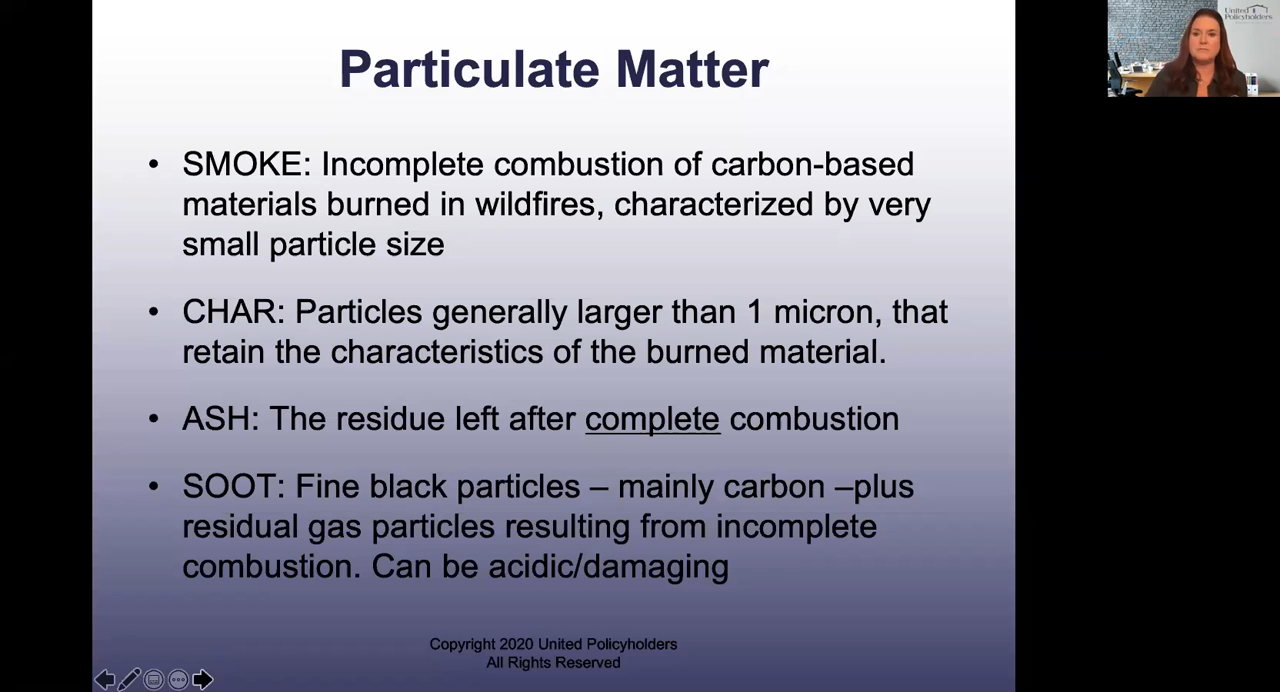 Particulate Matter
• SMOKE: Incomplete combustion of carbon-based
materials burned in wildfires, characterized by very
small particle size
• CHAR: Particles generally larger than 1 micron, that
retain the characteristics of the burned material.
• ASH: The residue left after complete combustion
• SOOT: Fine black particles – mainly carbon –plus
residual gas particles resulting from incomplete
combustion. Can be acidic/damaging
Copyright 2020 United Policyholders
All Rights Reserved
United
Policyholders